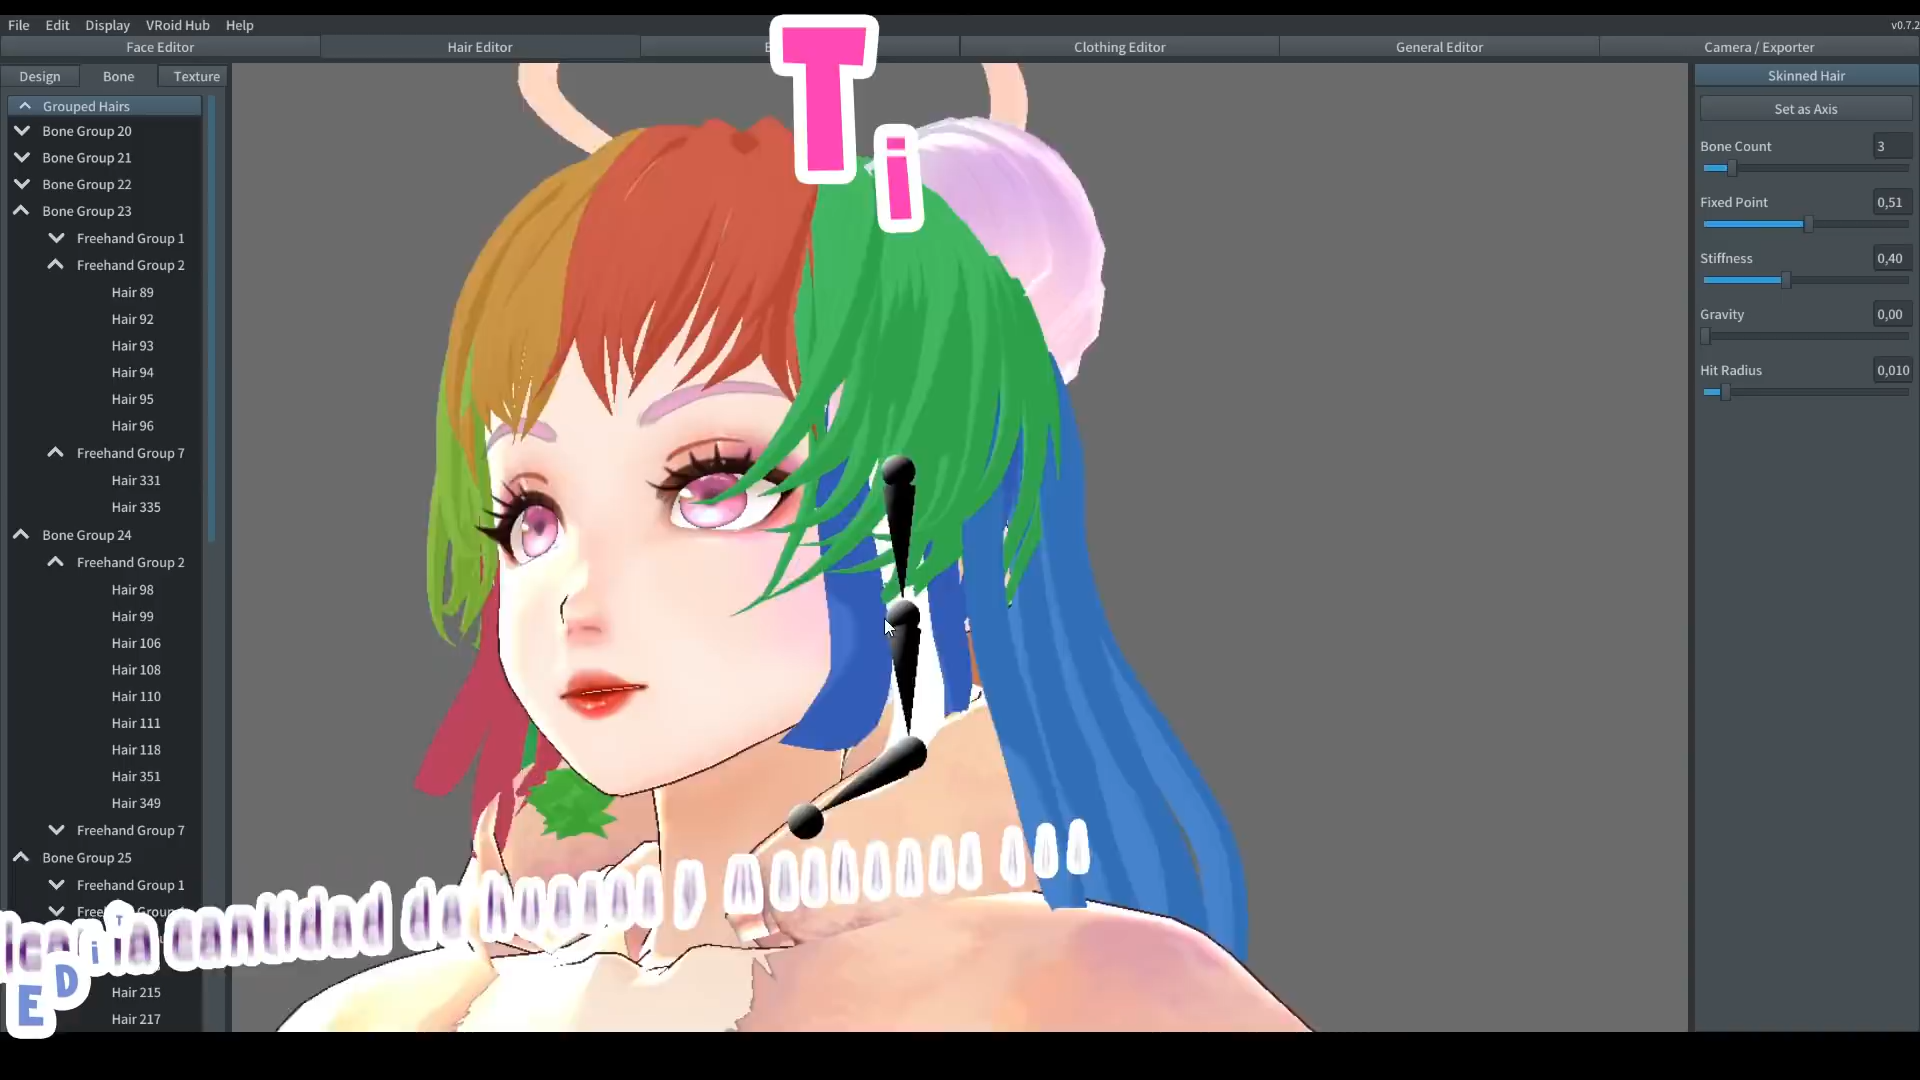 File Edit Display VRoid Hub Help
v0.7.2
Face Editor Hair Editor Clothing Editor General Editor Camera / Exporter
Ti
Design Bone Texture
Grouped Hairs
Bone Group 20
Bone Group 21
Bone Group 22
Bone Group 23
Freehand Group 1
Freehand Group 2
Hair 89
Hair 92
Hair 93
Hair 94
Hair 95
Hair 96
Freehand Group 7
Hair 331
Hair 335
Bone Group 24
Freehand Group 2
Hair 98
Hair 99
Hair 106
Hair 108
Hair 110
Hair 111
Hair 118
Hair 351
Hair 349
Freehand Group 7
Bone Group 25
Freehand Group 1
Hair 215
Hair 217
la cantidad de huesos y
EDiT
Skinned Hair
Set as Axis
Bone Count 3
Fixed Point 0,51
Stiffness 0,40
Gravity 0,00
Hit Radius 0,010